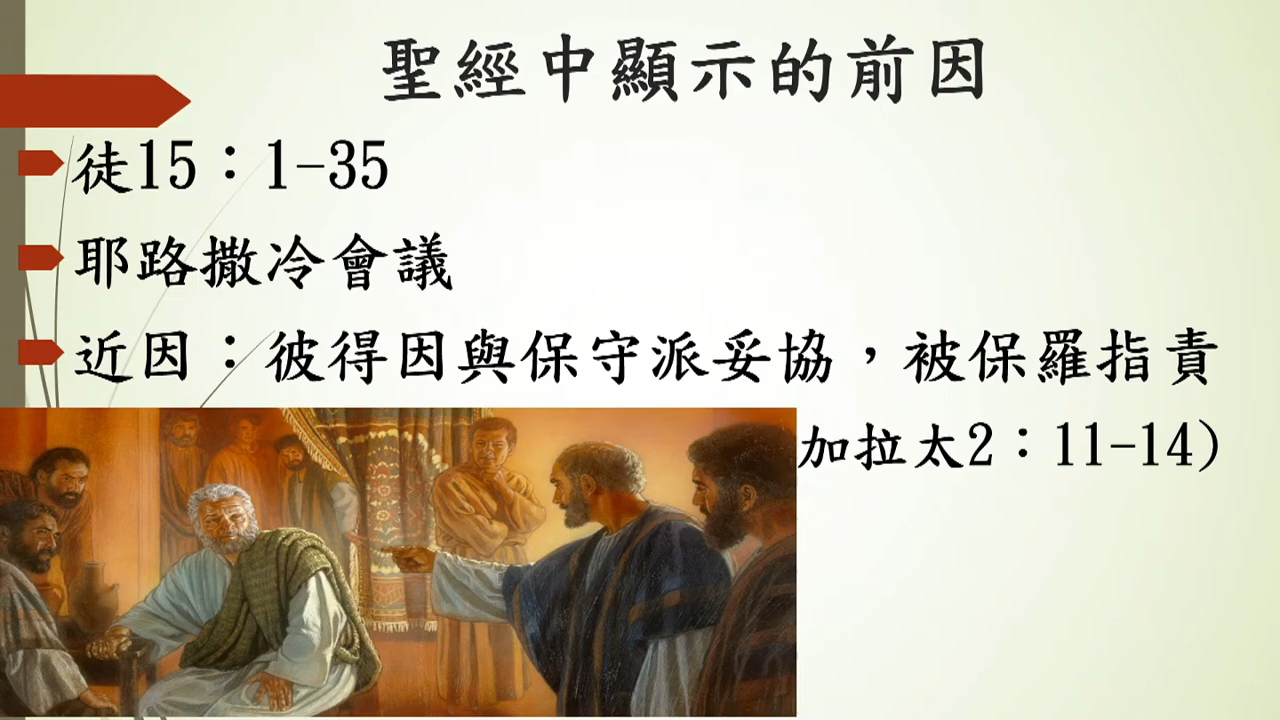 聖經中顯示的前因
徒15：1-35
耶路撒冷會議
近因：彼得因與保守派妥協，被保羅指責
加拉太2：11-14)